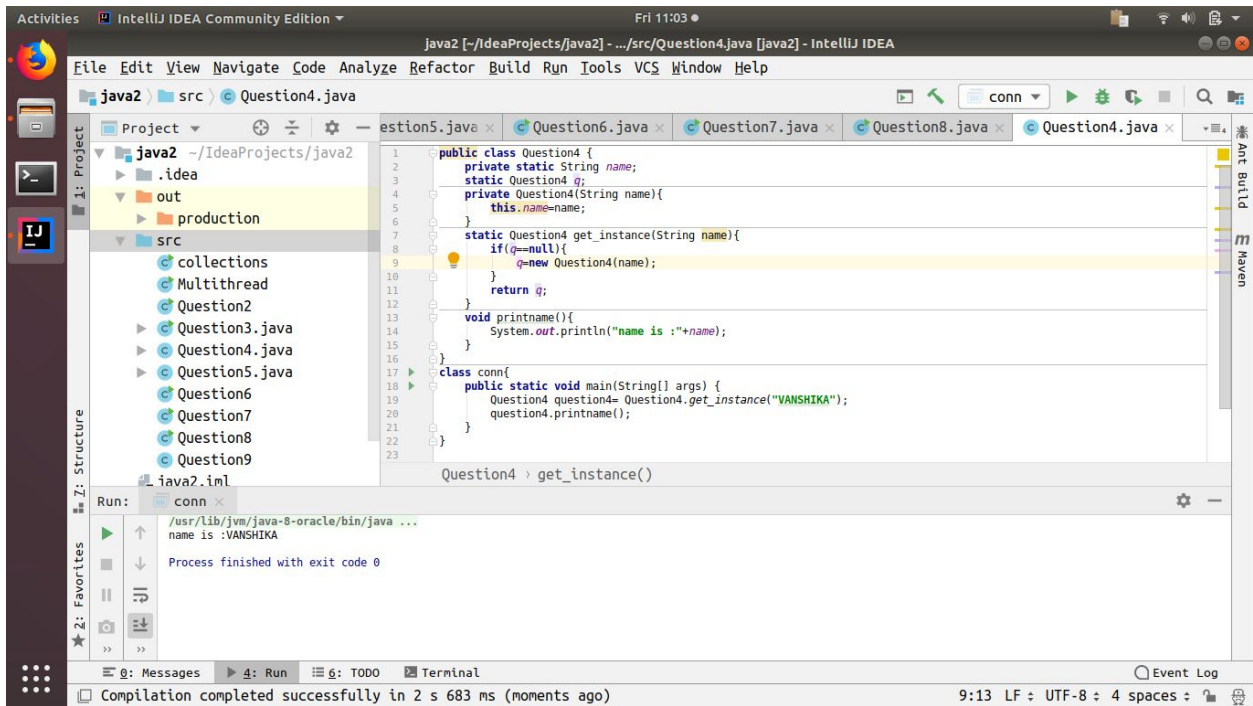 Activities IntelliJ IDEA Community Edition ▾ Fri 11:03 ●
java2 [~/IdeaProjects/java2] - .../src/Question4.java [java2] - IntelliJ IDEA
File Edit View Navigate Code Analyze Refactor Build Run Tools VCS Window Help
java2 src Question4.java conn
Project estion5.java Question6.java Question7.java Question8.java Question4.java
1: Project
java2 ~/IdeaProjects/java2
.idea
out
production
src
collections
Multithread
Question2
Question3.java
Question4.java
Question5.java
Question6
Question7
Question8
Question9
java2.iml
1 public class Question4 {
2 private static String name;
3 static Question4 q;
4 private Question4(String name){
5 this.name=name;
6 }
7 static Question4 get_instance(String name){
8 if(q==null){
9 q=new Question4(name);
10 }
11 return q;
12 }
13 void printname(){
14 System.out.println("name is :"+name);
15 }
16 }
17 class conn{
18 public static void main(String[] args) {
19 Question4 question4= Question4.get_instance("VANSHIKA");
20 question4.printname();
21 }
22 }
23
Question4 › get_instance()
Ant Build
Maven
7: Structure
2: Favorites
Run: conn
/usr/lib/jvm/java-8-oracle/bin/java ...
name is :VANSHIKA
Process finished with exit code 0
0: Messages 4: Run 6: TODO Terminal Event Log
Compilation completed successfully in 2 s 683 ms (moments ago) 9:13 LF UTF-8 4 spaces